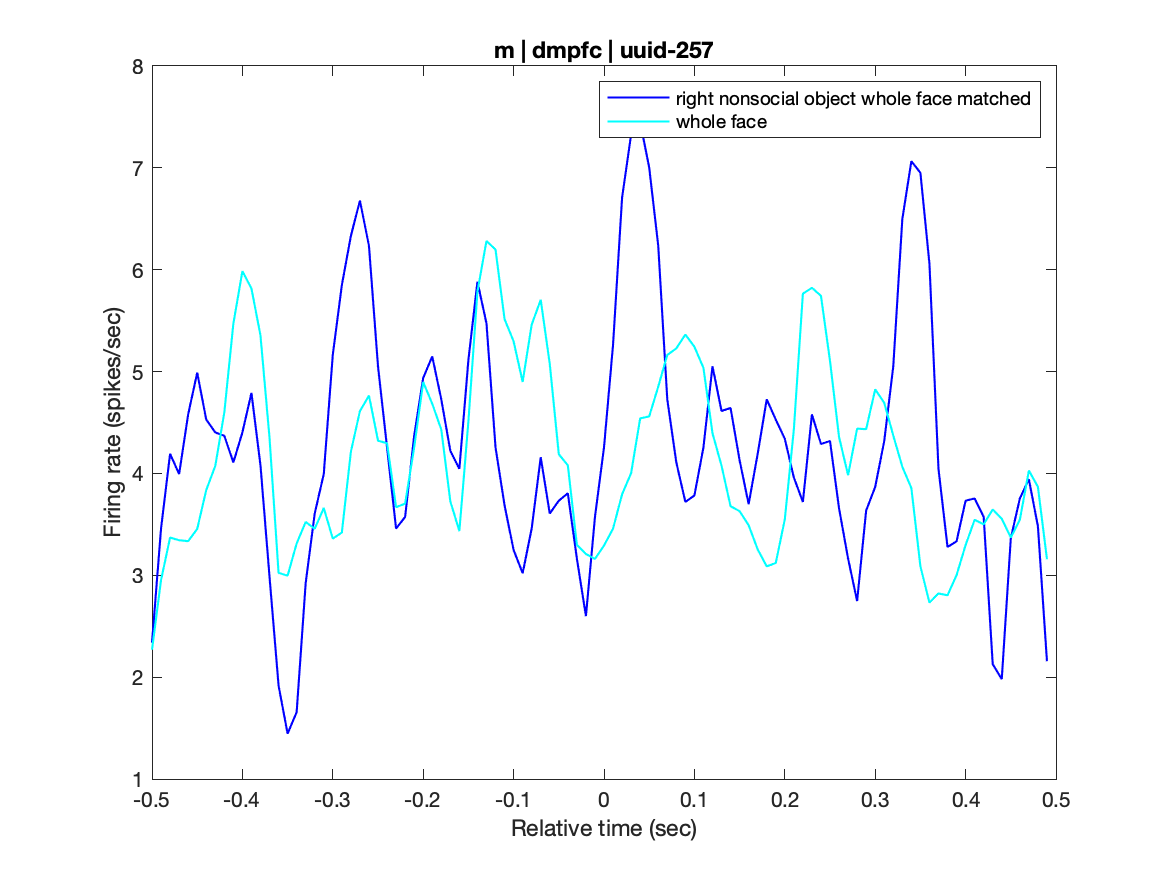 m | dmpfc | uuid-257
right nonsocial object whole face matched
whole face
Firing rate (spikes/sec)
8
7
6
5
4
3
2
1
-0.5 -0.4 -0.3 -0.2 -0.1 0 0.1 0.2 0.3 0.4 0.5
Relative time (sec)